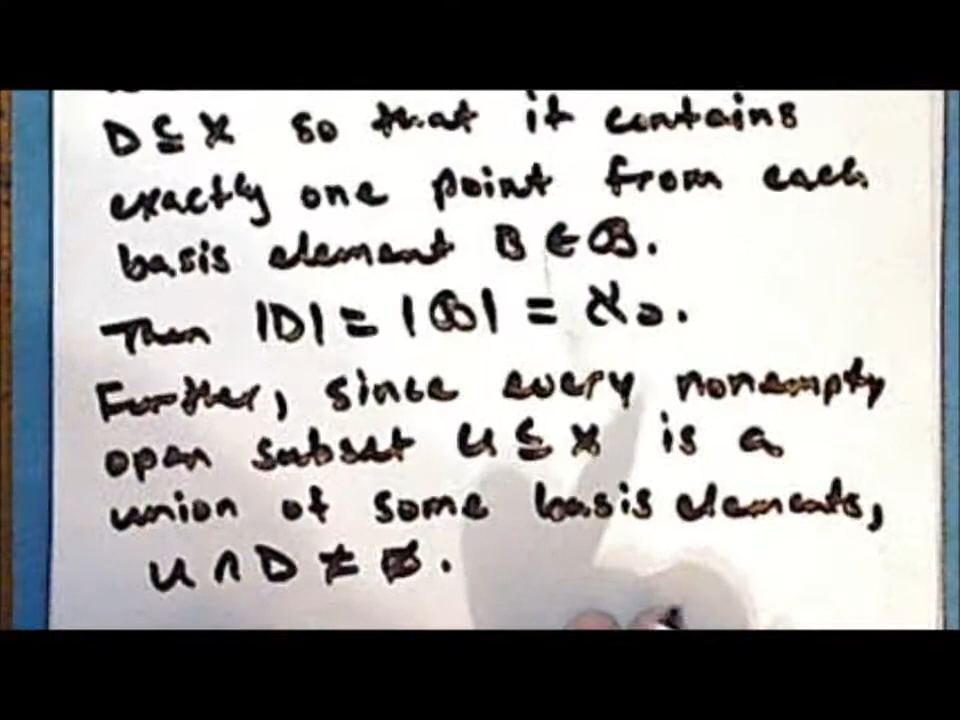 D ⊆ X so that it contains
exactly one point from each
basis element B ∈ ℬ.
Then |D| = |ℬ| = ℵ₀.
Further, since every nonempty
open subset U ⊆ X is a
union of some basis elements,
U ∩ D ≠ ∅.